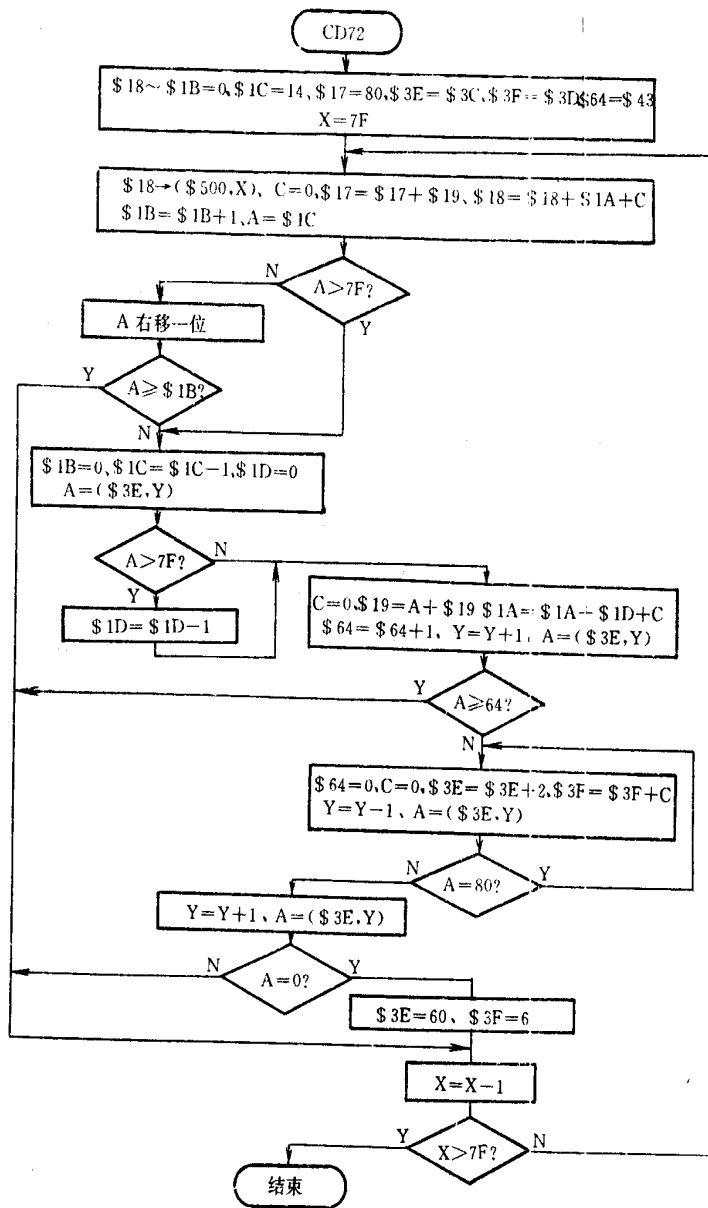 CD72
$18~$1B=0、$1C=14、$17=80、$3E=$3C、$3F=$3D$64=$43
X=7F
$18→($500,X)、C=0,$17=$17+$19、$18=$18+$1A+C
$1B=$1B+1、A=$1C
N
A>7F?
Y
A右移一位
Y
A≥$1B?
N
$1B=0、$1C=$1C-1、$1D=0
A=($3E,Y)
A>7F?
N
Y
$1D=$1D-1
C=0、$19=A+$19 $1A=$1A+$1D+C
$64=$64+1、Y=Y+1、A=($3E,Y)
Y
A≥64?
N
$64=0、C=0、$3E=$3E+2、$3F=$3F+C
Y=Y-1、A=($3E,Y)
N
A=80?
Y
Y=Y+1、A=($3E,Y)
N
A=0?
Y
$3E=60、$3F=6
X=X-1
Y
X>7F?
N
结束